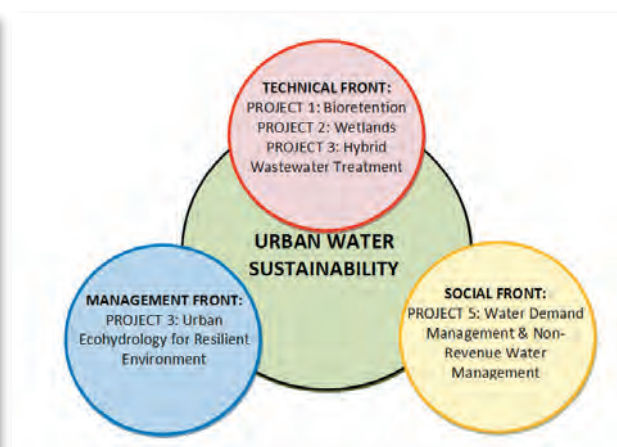 TECHNICAL FRONT:
PROJECT 1: Bioretention
PROJECT 2: Wetlands
PROJECT 3: Hybrid
Wastewater Treatment
URBAN WATER
SUSTAINABILITY
MANAGEMENT FRONT:
PROJECT 3: Urban
Ecohydrology for Resilient
Environment
SOCIAL FRONT:
PROJECT 5: Water Demand
Management & Non-
Revenue Water
Management